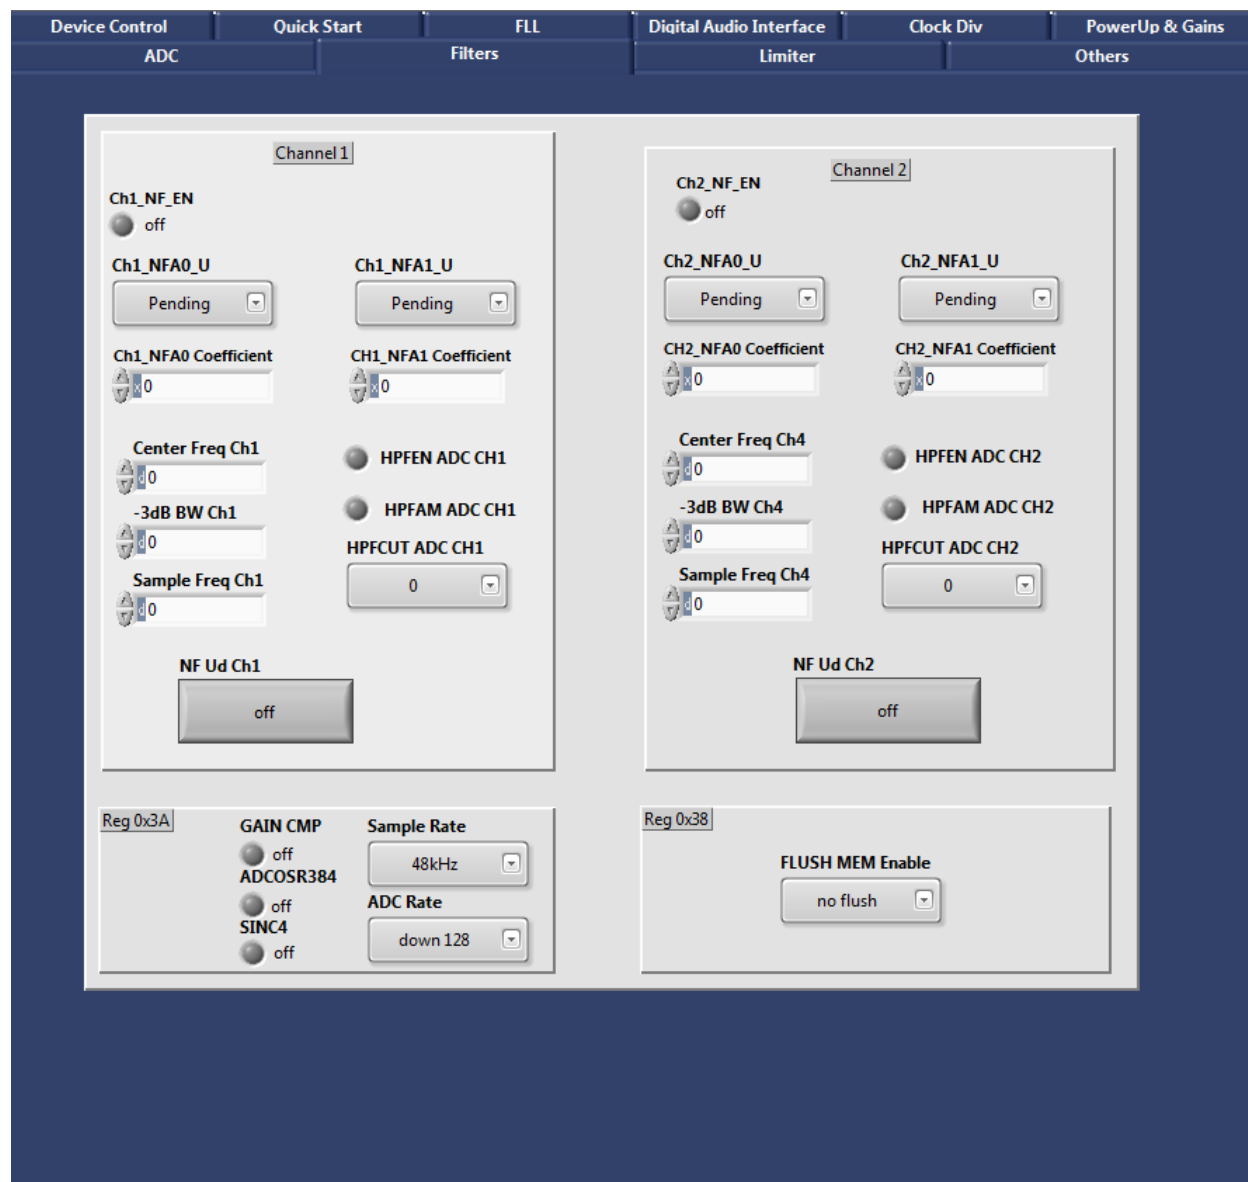 Device Control Quick Start FLL Digital Audio Interface Clock Div PowerUp & Gains
ADC Filters Limiter Others
Channel 1
Ch1_NF_EN
off
Ch1_NFA0_U Ch1_NFA1_U
Pending Pending
Ch1_NFA0 Coefficient CH1_NFA1 Coefficient
x 0 x 0
Center Freq Ch1
d 0
HPFEN ADC CH1
-3dB BW Ch1
d 0
HPFAM ADC CH1
HPFCUT ADC CH1
0
Sample Freq Ch1
d 0
NF Ud Ch1
off
Channel 2
Ch2_NF_EN
off
Ch2_NFA0_U Ch2_NFA1_U
Pending Pending
CH2_NFA0 Coefficient CH2_NFA1 Coefficient
x 0 x 0
Center Freq Ch4
d 0
HPFEN ADC CH2
-3dB BW Ch4
d 0
HPFAM ADC CH2
HPFCUT ADC CH2
0
Sample Freq Ch4
d 0
NF Ud Ch2
off
Reg 0x3A
GAIN CMP
off
ADCOSR384
off
SINC4
off
Sample Rate
48kHz
ADC Rate
down 128
Reg 0x38
FLUSH MEM Enable
no flush